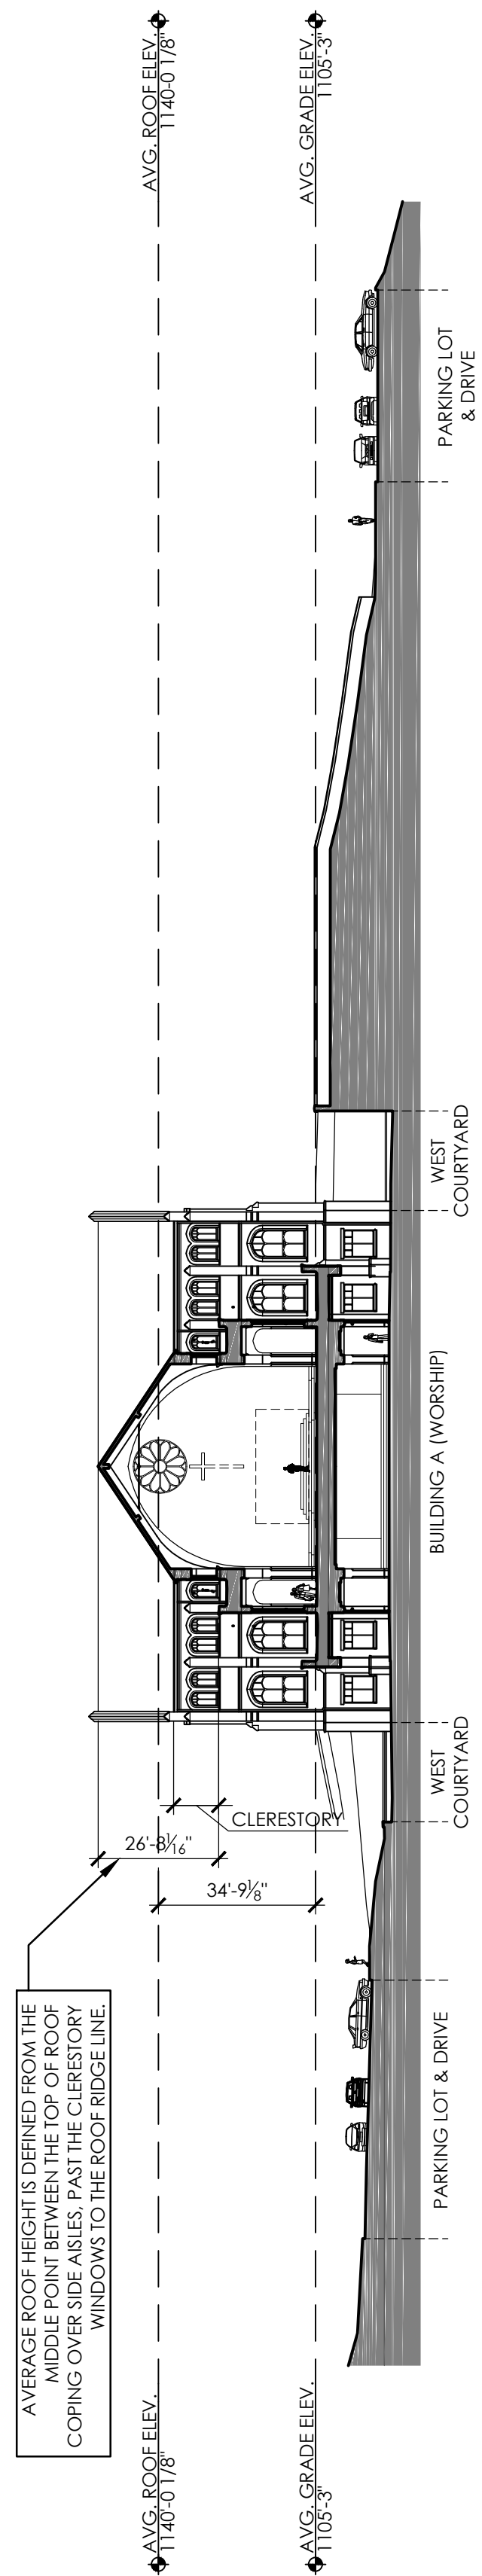 AVERAGE ROOF HEIGHT IS DEFINED FROM THE
MIDDLE POINT BETWEEN THE TOP OF ROOF
COPING OVER SIDE AISLES, PAST THE CLERESTORY
WINDOWS TO THE ROOF RIDGE LINE.
AVG. ROOF ELEV.
1140'-0 1/8"
AVG. GRADE ELEV.
1105'-3"
26'-8 1/16"
34'-9 1/8"
CLERESTORY
AVG. ROOF ELEV.
1140-0 1/8"
AVG. GRADE ELEV.
1105'-3"
PARKING LOT & DRIVE
WEST
COURTYARD
BUILDING A (WORSHIP)
WEST
COURTYARD
PARKING LOT
& DRIVE